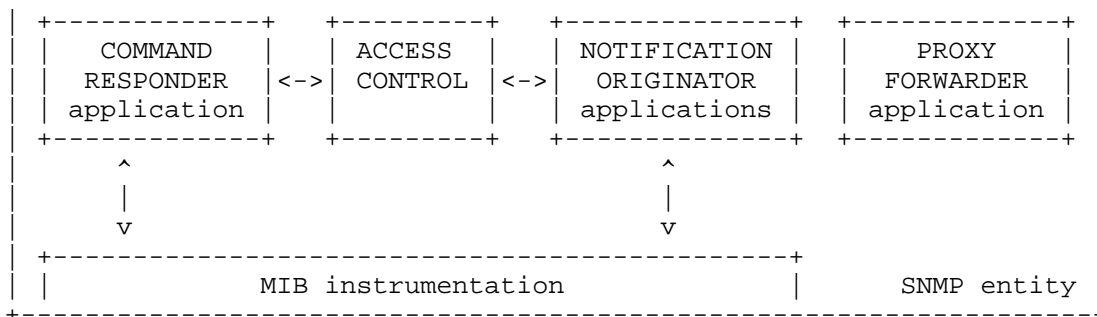 COMMAND ACCESS NOTIFICATION PROXY
RESPONDER <-> CONTROL <-> ORIGINATOR FORWARDER
application applications application
MIB instrumentation SNMP entity